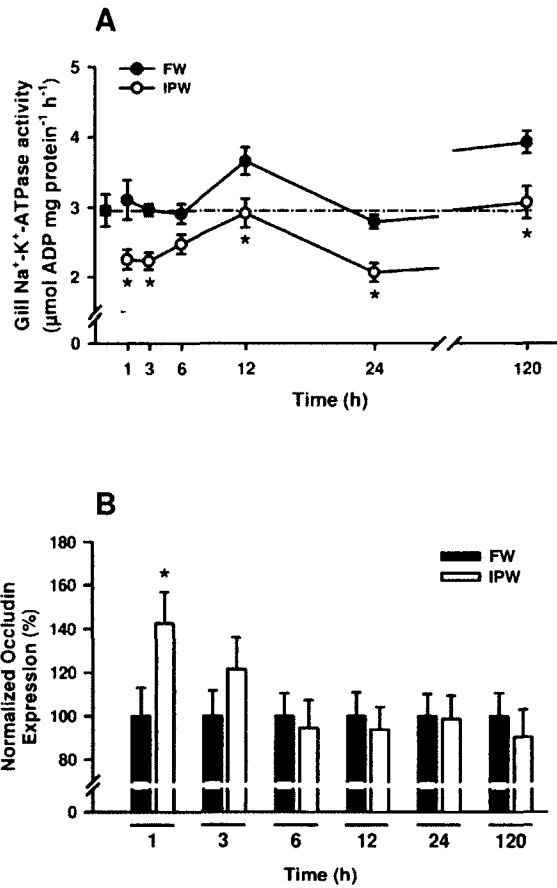 A
Gill Na⁺-K⁺-ATPase activity
(µmol ADP mg protein⁻¹ h⁻¹)
5
4
3
2
0
FW
IPW
* *
*
*
*
1 3 6 12 24 120
Time (h)
B
Normalized Occludin
Expression (%)
180
160
140
120
100
80
0
FW
IPW
*
1 3 6 12 24 120
Time (h)